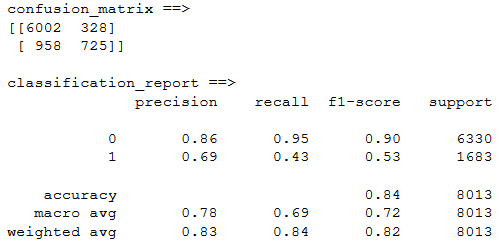 confusion_matrix ==>
[[6002  328]
 [ 958  725]]
classification_report ==>
              precision    recall  f1-score   support
           0       0.86      0.95      0.90      6330
           1       0.69      0.43      0.53      1683
    accuracy                           0.84      8013
   macro avg       0.78      0.69      0.72      8013
weighted avg       0.83      0.84      0.82      8013